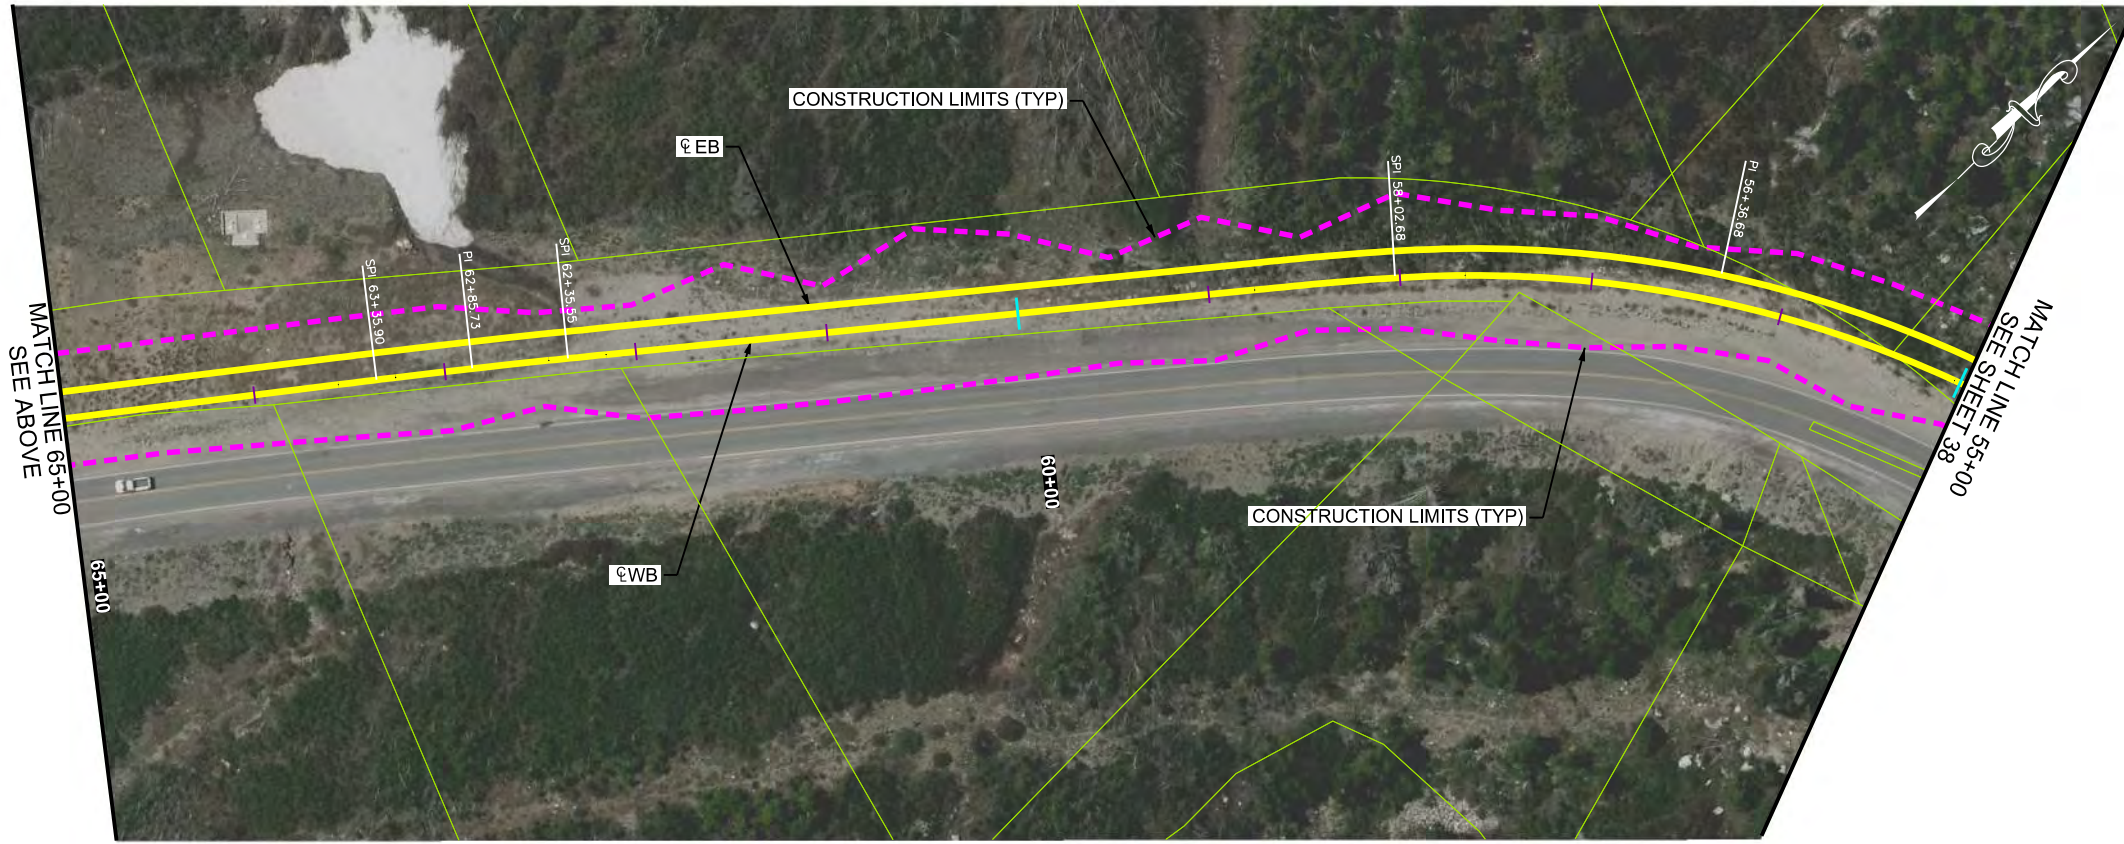 CONSTRUCTION LIMITS (TYP)
℄ EB
SPI 58+02.68
PI 56+36.68
SPI 63+35.90
PI 62+85.73
SPI 62+35.55
MATCH LINE 65+00
SEE ABOVE
MATCH LINE 55+00
SEE SHEET 38
60+00
CONSTRUCTION LIMITS (TYP)
℄WB
65+00